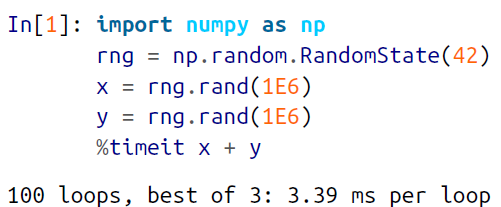 In[1]: import numpy as np
rng = np.random.RandomState(42)
x = rng.rand(1E6)
y = rng.rand(1E6)
%timeit x + y
100 loops, best of 3: 3.39 ms per loop